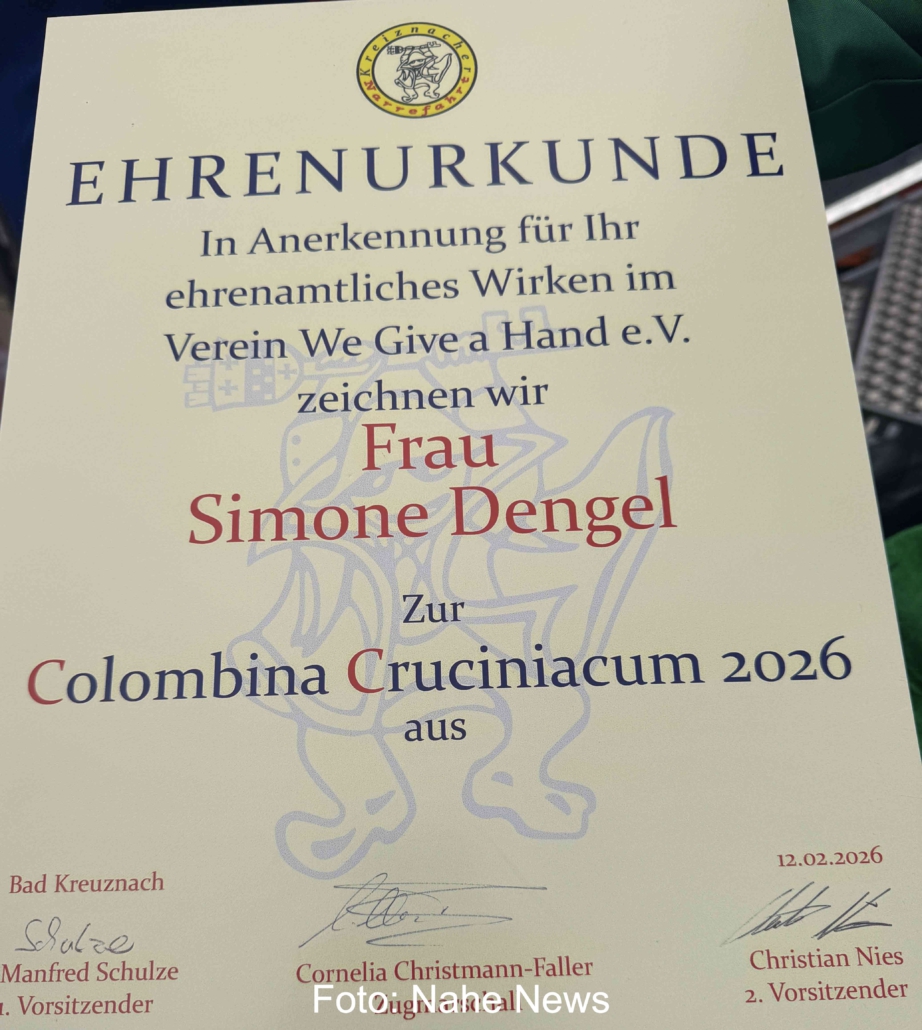 Kreiznacher
Narrefahrt
EHRENURKUNDE
In Anerkennung für Ihr
ehrenamtliches Wirken im
Verein We Give a Hand e.V.
zeichnen wir
Frau
Simone Dengel
Zur
Colombina Cruciniacum 2026
aus
Bad Kreuznach
12.02.2026
Schulze
Manfred Schulze
1. Vorsitzender
Cornelia Christmann-Faller
Zugmarschall
Christian Nies
2. Vorsitzender
Foto: Nahe News